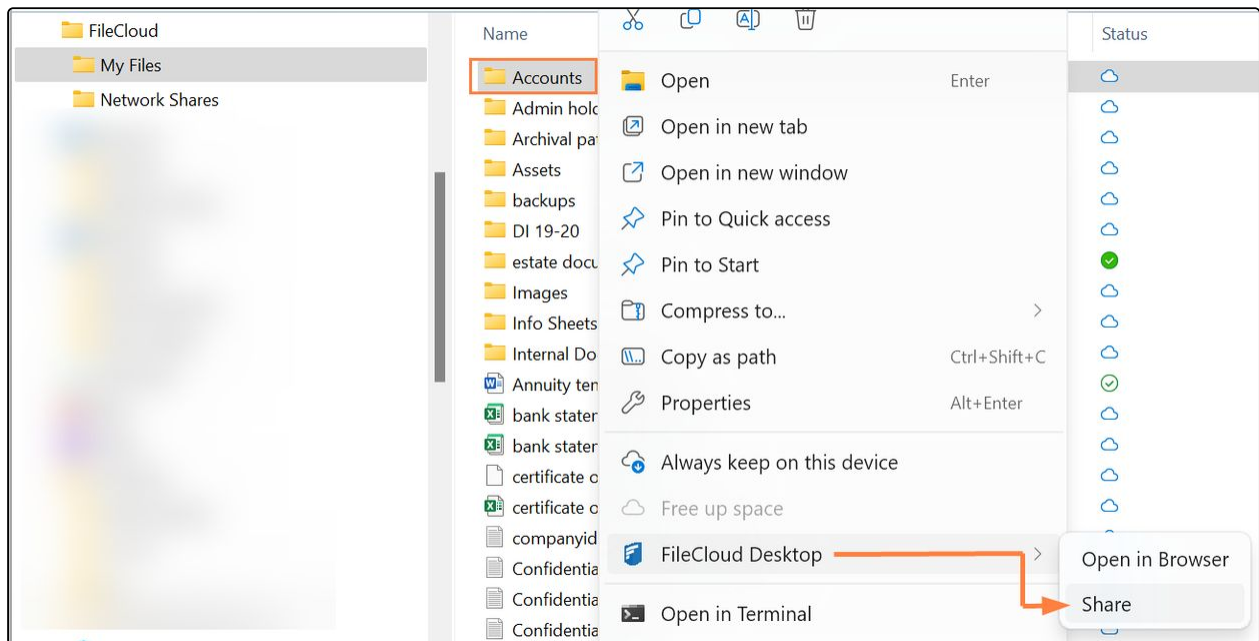 FileCloud
My Files
Network Shares
Name
Status
Accounts
Admin hold
Archival pa
Assets
backups
DI 19-20
estate docu
Images
Info Sheets
Internal Do
Annuity ten
bank staten
bank staten
certificate o
certificate o
companyid
Confidentia
Confidentia
Confidentia
Open Enter
Open in new tab
Open in new window
Pin to Quick access
Pin to Start
Compress to...
Copy as path Ctrl+Shift+C
Properties Alt+Enter
Always keep on this device
Free up space
FileCloud Desktop
Open in Terminal
Open in Browser
Share